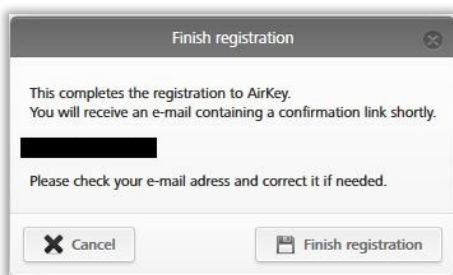 Finish registration
This completes the registration to AirKey.
You will receive an e-mail containing a confirmation link shortly.
Please check your e-mail adress and correct it if needed.
Cancel
Finish registration